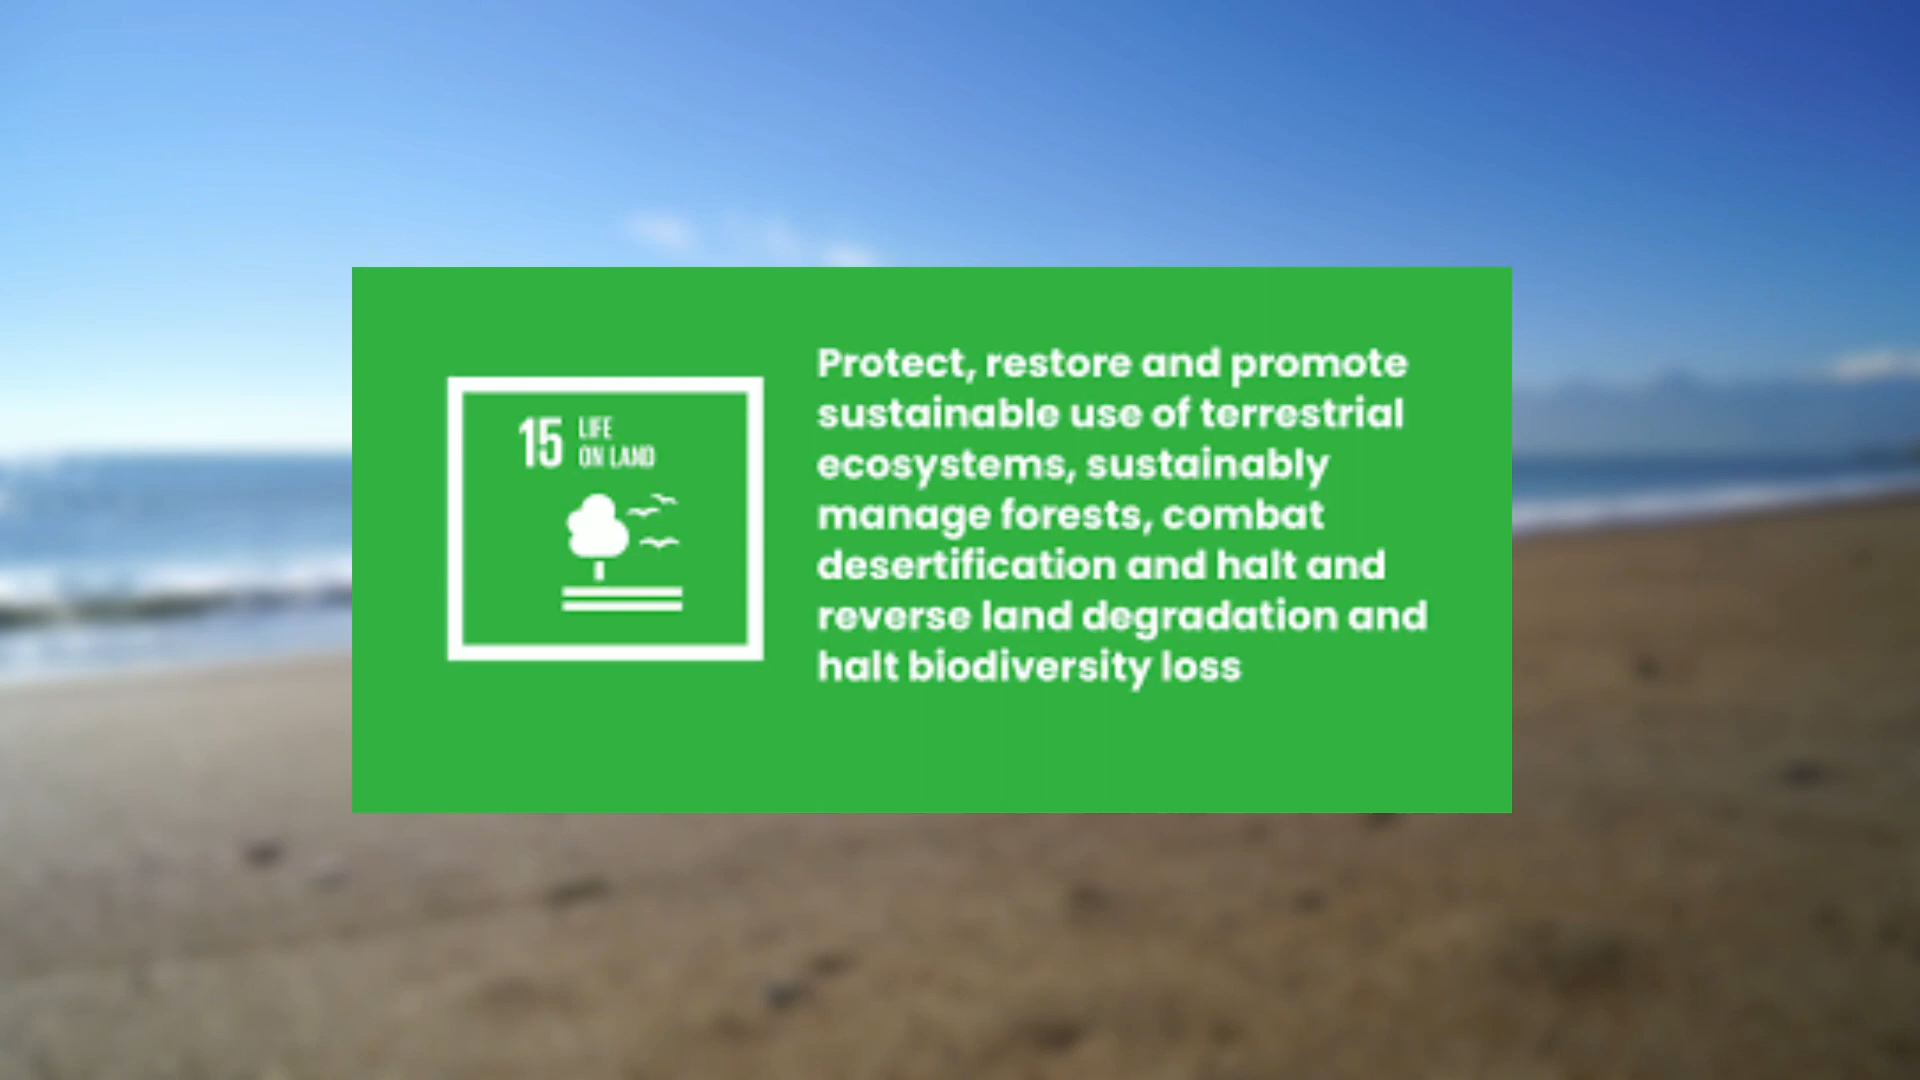 15 LIFE
ON LAND
Protect, restore and promote
sustainable use of terrestrial
ecosystems, sustainably
manage forests, combat
desertification and halt and
reverse land degradation and
halt biodiversity loss